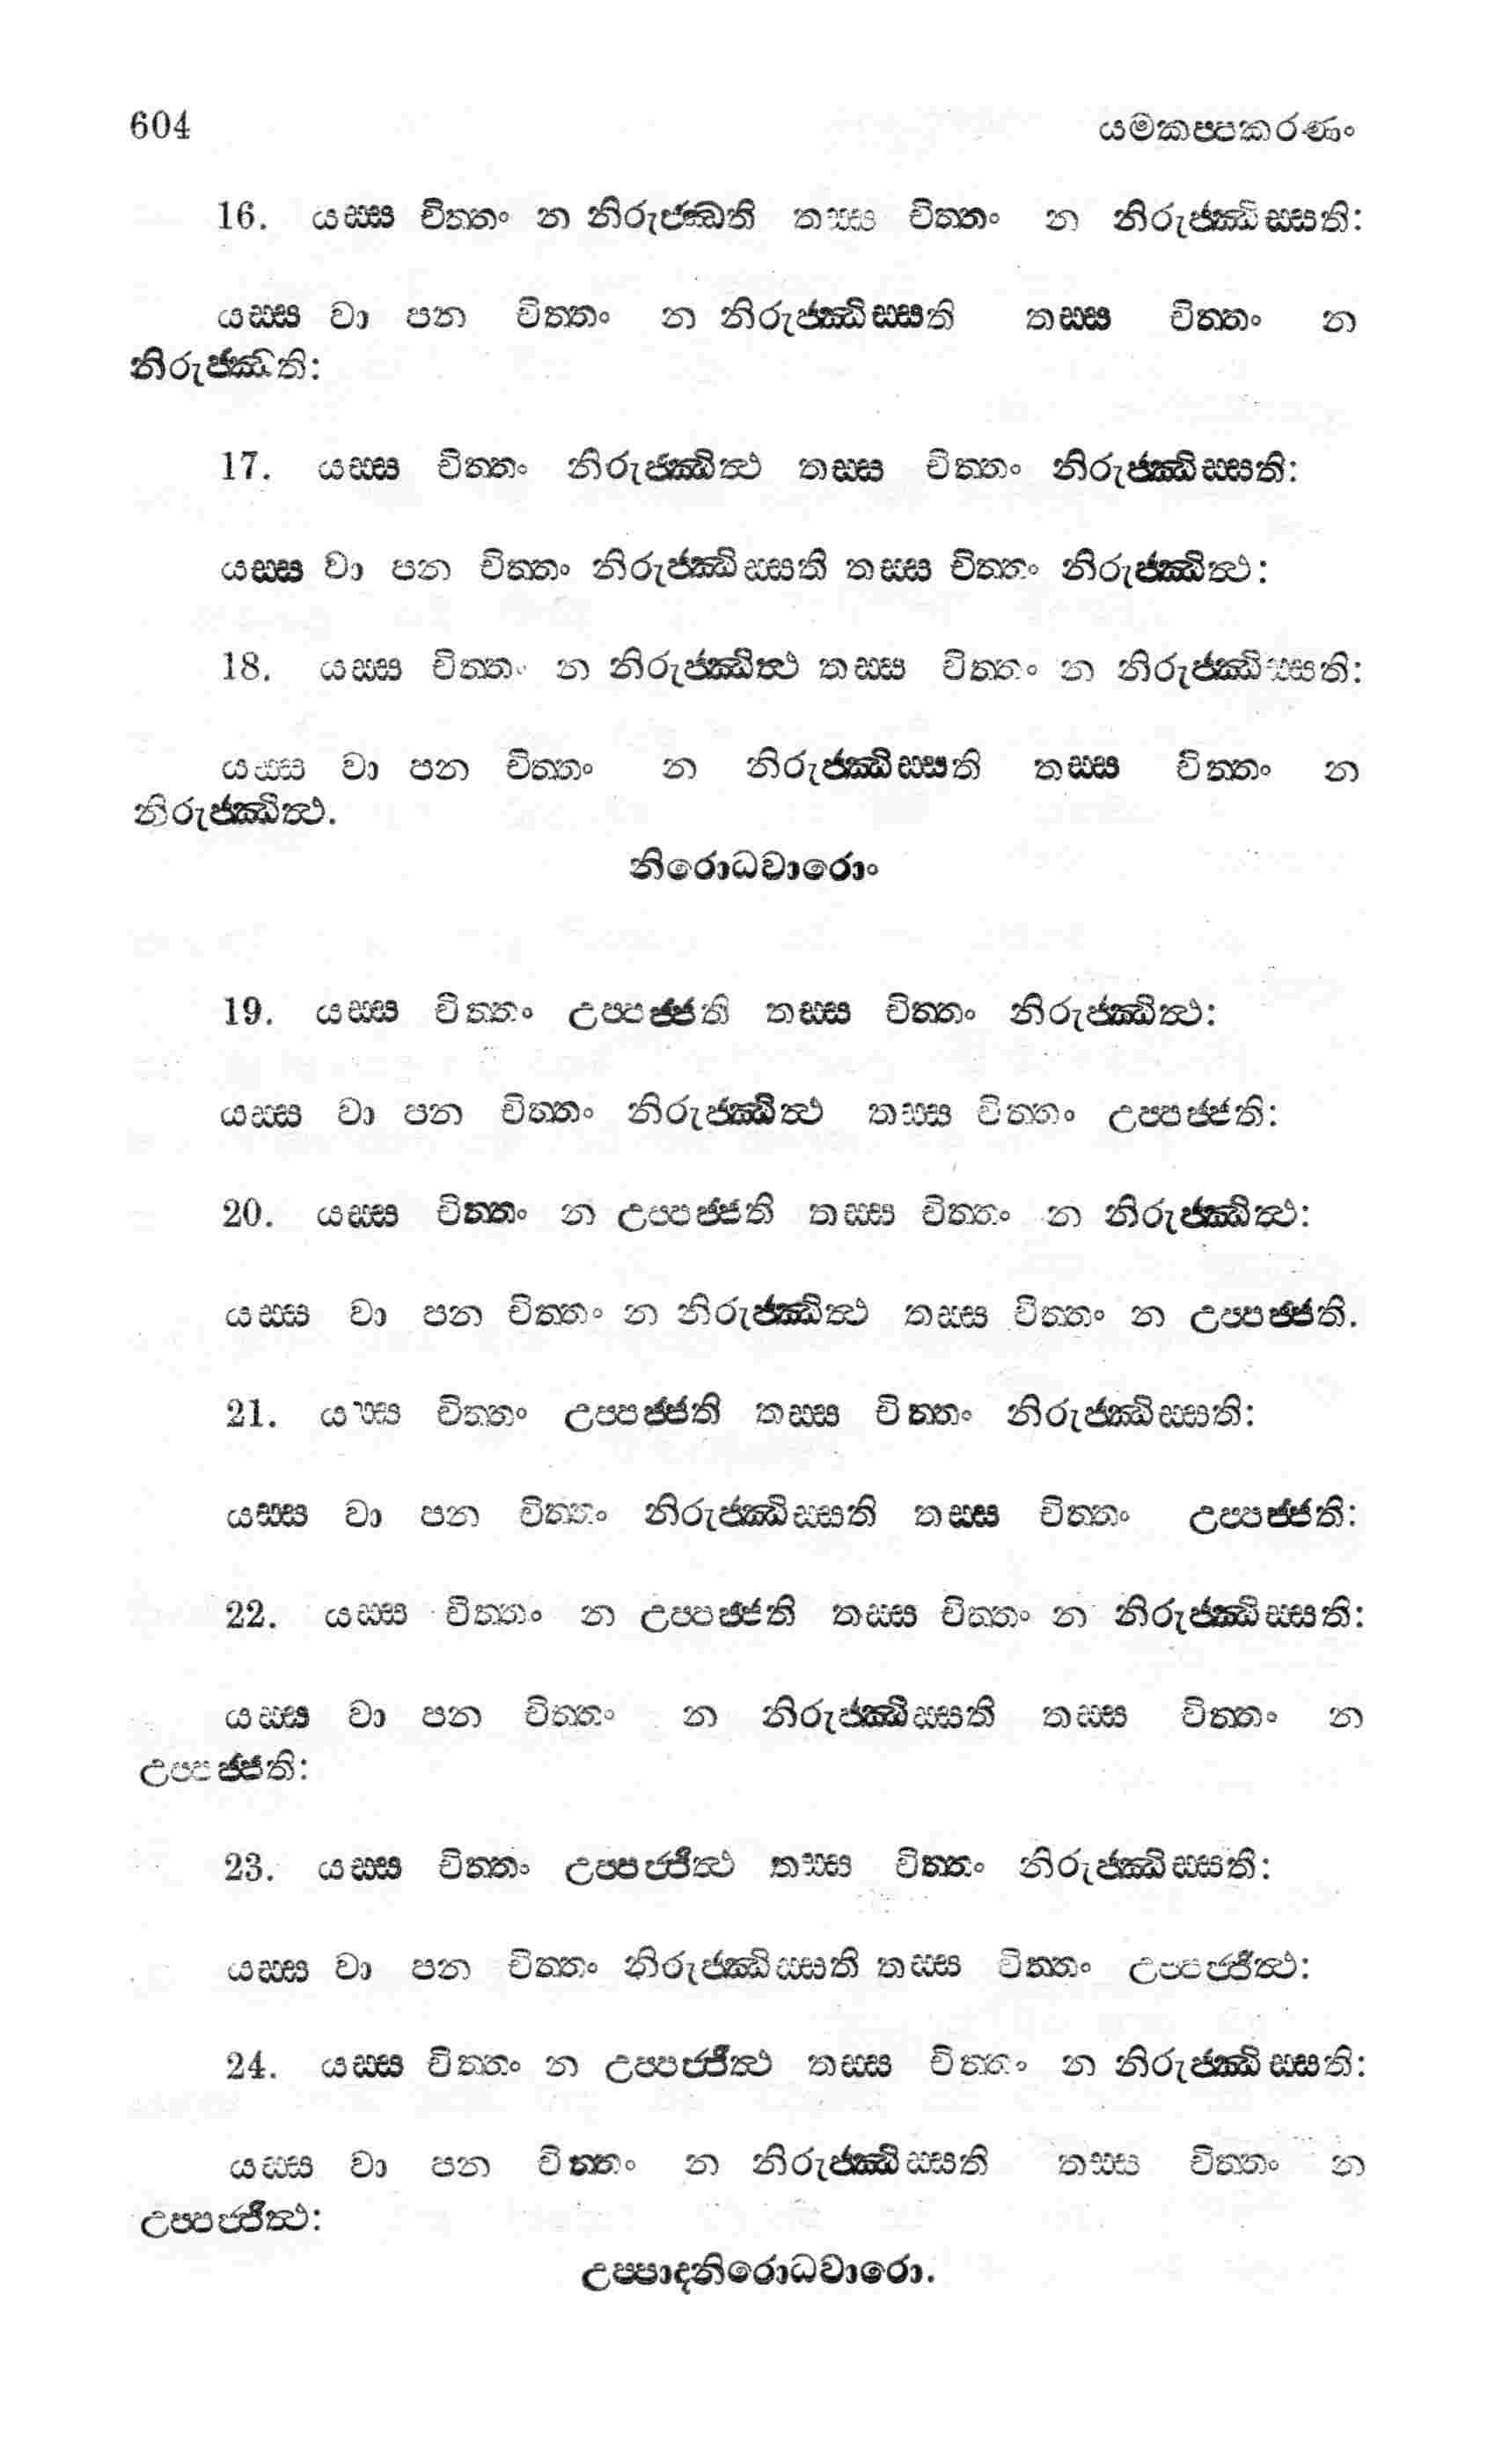 604 යමකප්පකරණං
16. යස්ස චිත්තං න නිරුජ්ඣති තස්ස චිත්තං න නිරුජ්ඣිස්සති:
යස්ස වා පන චිත්තං න නිරුජ්ඣිස්සති තස්ස චිත්තං න
නිරුජ්ඣති:
17. යස්ස චිත්තං නිරුජ්ඣිත්ථ තස්ස චිත්තං නිරුජ්ඣිස්සති:
යස්ස වා පන චිත්තං නිරුජ්ඣිස්සති තස්ස චිත්තං නිරුජ්ඣිත්ථ:
18. යස්ස චිත්තං න නිරුජ්ඣිත්ථ තස්ස චිත්තං න නිරුජ්ඣිස්සති:
යස්ස වා පන චිත්තං න නිරුජ්ඣිස්සති තස්ස චිත්තං න
නිරුජ්ඣිත්ථ.
නිරොධවාරොං
19. යස්ස චිත්තං උප්පජ්ජති තස්ස චිත්තං නිරුජ්ඣිත්ථ:
යස්ස වා පන චිත්තං නිරුජ්ඣිත්ථ තස්ස චිත්තං උප්පජ්ජති:
20. යස්ස චිත්තං න උප්පජ්ජති තස්ස චිත්තං න නිරුජ්ඣිත්ථ:
යස්ස වා පන චිත්තං න නිරුජ්ඣිත්ථ තස්ස චිත්තං න උප්පජ්ජති.
21. යස්ස චිත්තං උප්පජ්ජති තස්ස චිත්තං නිරුජ්ඣිස්සති:
යස්ස වා පන චිත්තං නිරුජ්ඣිස්සති තස්ස චිත්තං උප්පජ්ජති:
22. යස්ස චිත්තං න උප්පජ්ජති තස්ස චිත්තං න නිරුජ්ඣිස්සති:
යස්ස වා පන චිත්තං න නිරුජ්ඣිස්සති තස්ස චිත්තං න
උප්පජ්ජති:
23. යස්ස චිත්තං උප්පජ්ජිත්ථ තස්ස චිත්තං නිරුජ්ඣිස්සති:
යස්ස වා පන චිත්තං නිරුජ්ඣිස්සති තස්ස චිත්තං උප්පජ්ජිත්ථ:
24. යස්ස චිත්තං න උප්පජ්ජිත්ථ තස්ස චිත්තං න නිරුජ්ඣිස්සති:
යස්ස වා පන චිත්තං න නිරුජ්ඣිස්සති තස්ස චිත්තං න
උප්පජ්ජිත්ථ:
උප්පාදනිරොධවාරො.